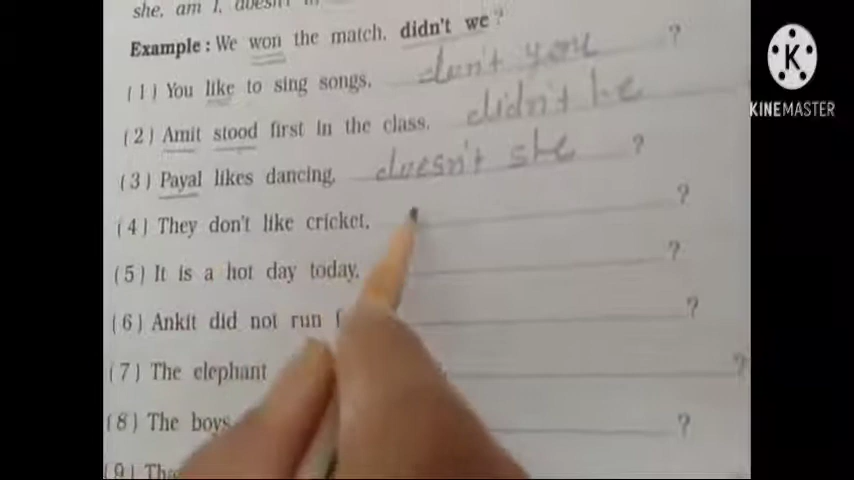 she, am I, doesn't
Example : We won the match, didn't we ?
(1) You like to sing songs, don't you ?
(2) Amit stood first in the class, didn't he
(3) Payal likes dancing, doesn't she ?
(4) They don't like cricket, ?
(5) It is a hot day today, ?
(6) Ankit did not run ?
(7) The elephant ?
(8) The boys ?
(9)
K
KINEMASTER